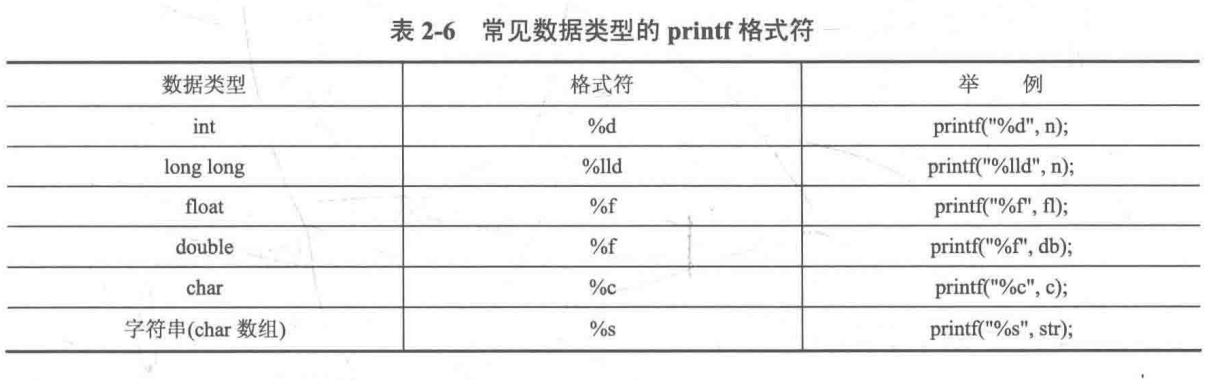 表 2-6 常见数据类型的 printf 格式符
数据类型 格式符 举 例
int %d printf("%d", n);
long long %lld printf("%lld", n);
float %f printf("%f", fl);
double %f printf("%f", db);
char %c printf("%c", c);
字符串(char 数组) %s printf("%s", str);